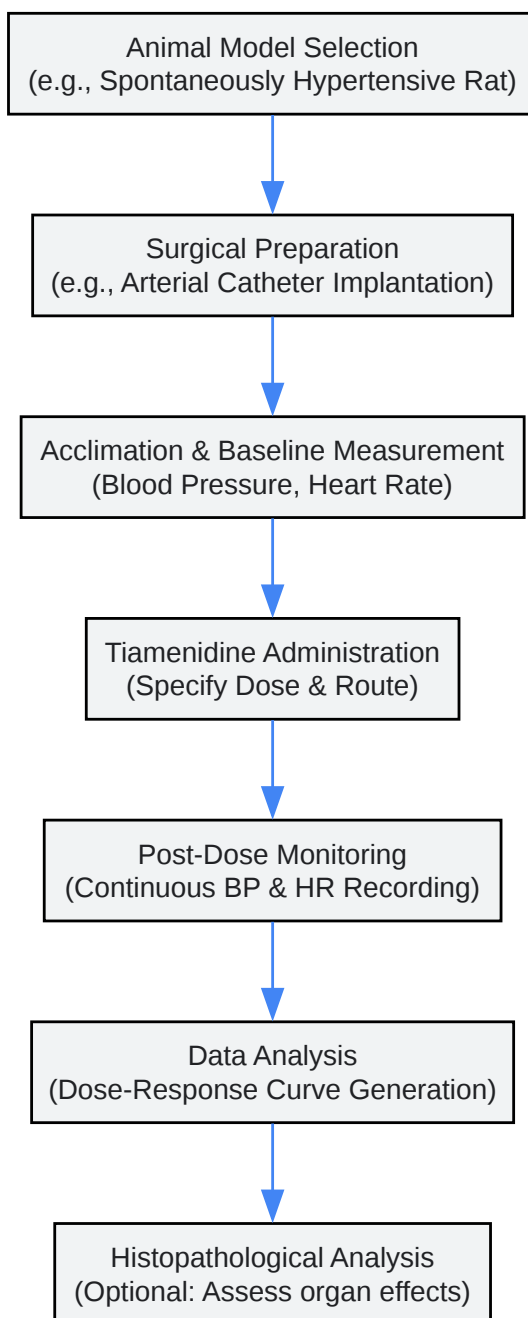 Animal Model Selection
(e.g., Spontaneously Hypertensive Rat)
Surgical Preparation
(e.g., Arterial Catheter Implantation)
Acclimation & Baseline Measurement
(Blood Pressure, Heart Rate)
Tiamenidine Administration
(Specify Dose & Route)
Post-Dose Monitoring
(Continuous BP & HR Recording)
Data Analysis
(Dose-Response Curve Generation)
Histopathological Analysis
(Optional: Assess organ effects)